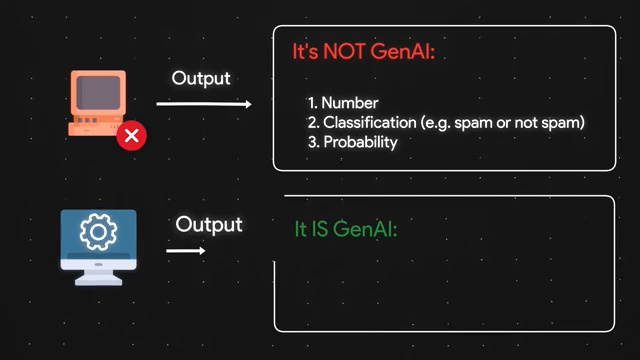 Output
It's NOT GenAI:
1. Number
2. Classification (e.g. spam or not spam)
3. Probability
Output
It IS GenAI: